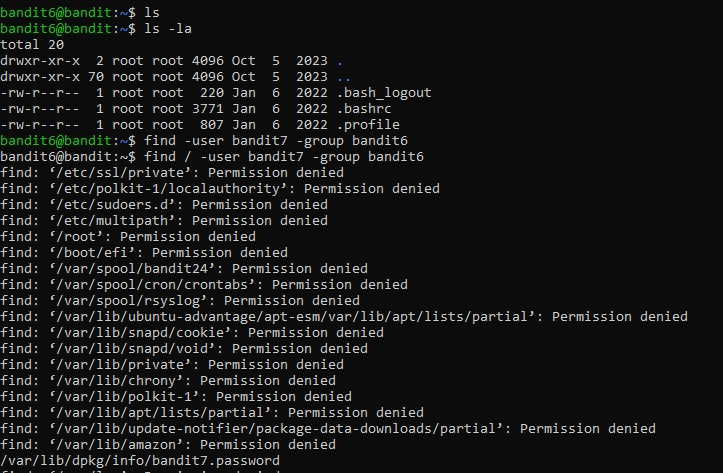 bandit6@bandit:~$ ls
bandit6@bandit:~$ ls -la
total 20
drwxr-xr-x  2 root root 4096 Oct  5  2023 .
drwxr-xr-x 70 root root 4096 Oct  5  2023 ..
-rw-r--r--  1 root root  220 Jan  6  2022 .bash_logout
-rw-r--r--  1 root root 3771 Jan  6  2022 .bashrc
-rw-r--r--  1 root root  807 Jan  6  2022 .profile
bandit6@bandit:~$ find -user bandit7 -group bandit6
bandit6@bandit:~$ find / -user bandit7 -group bandit6
find: ‘/etc/ssl/private’: Permission denied
find: ‘/etc/polkit-1/localauthority’: Permission denied
find: ‘/etc/sudoers.d’: Permission denied
find: ‘/etc/multipath’: Permission denied
find: ‘/root’: Permission denied
find: ‘/boot/efi’: Permission denied
find: ‘/var/spool/bandit24’: Permission denied
find: ‘/var/spool/cron/crontabs’: Permission denied
find: ‘/var/spool/rsyslog’: Permission denied
find: ‘/var/lib/ubuntu-advantage/apt-esm/var/lib/apt/lists/partial’: Permission denied
find: ‘/var/lib/snapd/cookie’: Permission denied
find: ‘/var/lib/snapd/void’: Permission denied
find: ‘/var/lib/private’: Permission denied
find: ‘/var/lib/chrony’: Permission denied
find: ‘/var/lib/polkit-1’: Permission denied
find: ‘/var/lib/apt/lists/partial’: Permission denied
find: ‘/var/lib/update-notifier/package-data-downloads/partial’: Permission denied
find: ‘/var/lib/amazon’: Permission denied
/var/lib/dpkg/info/bandit7.password